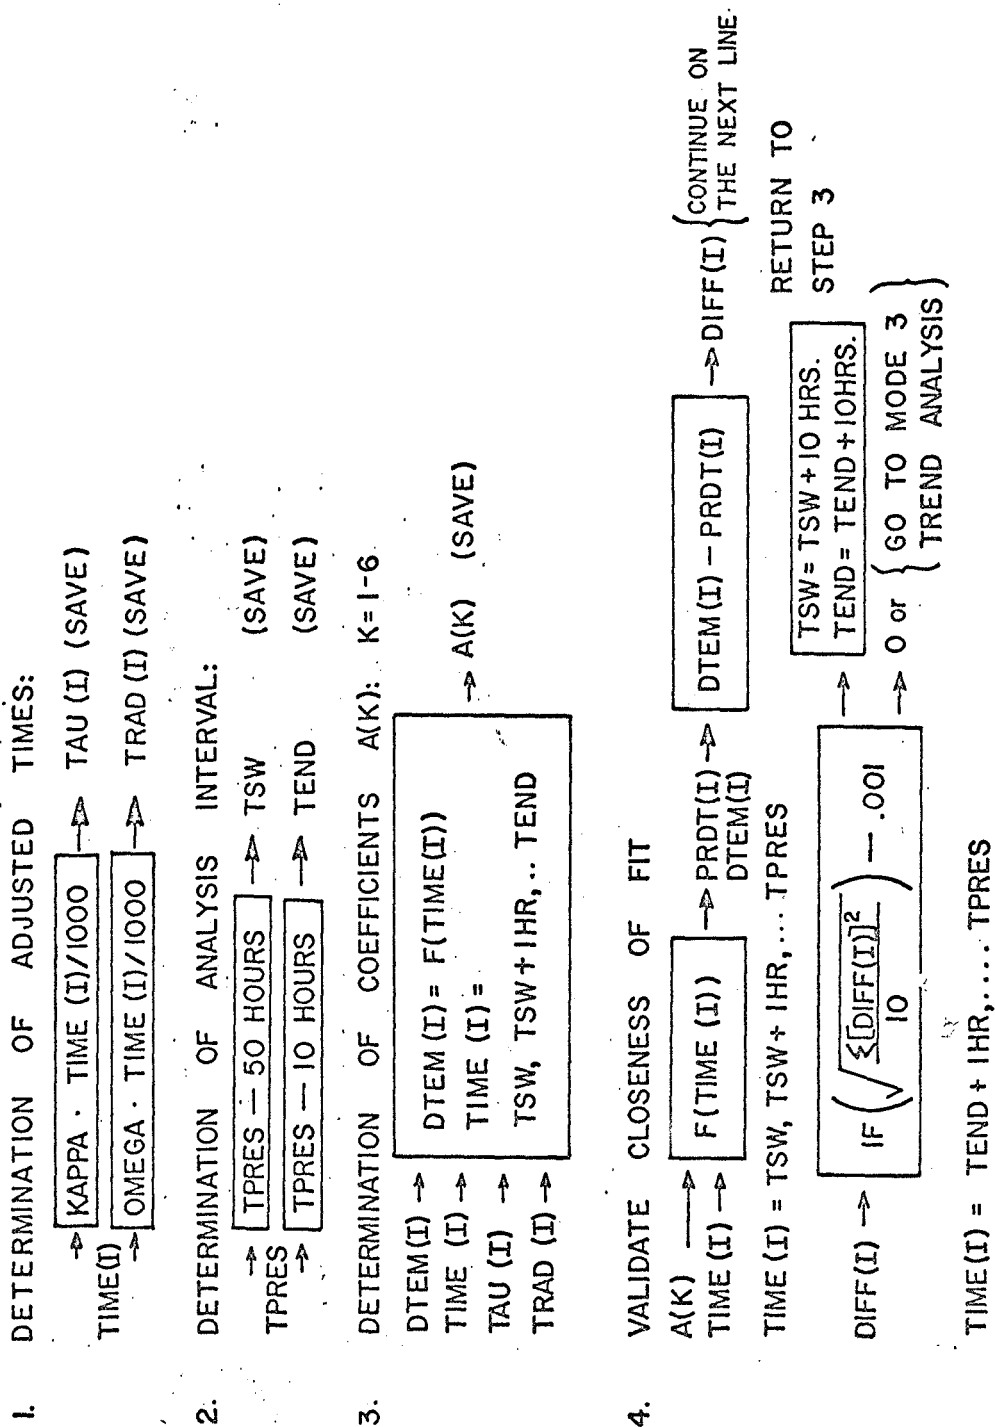 1. DETERMINATION OF ADJUSTED TIMES:
TIME(I) → KAPPA · TIME (I)/1000 → TAU (I) (SAVE)
→ OMEGA · TIME (I)/1000 → TRAD (I) (SAVE)
2. DETERMINATION OF ANALYSIS INTERVAL:
TPRES → TPRES — 50 HOURS → TSW (SAVE)
→ TPRES — 10 HOURS → TEND (SAVE)
3. DETERMINATION OF COEFFICIENTS A(K): K = 1-6
DTEM(I) →
TIME (I) →
TAU (I) →
TRAD (I) →
DTEM (I) = F(TIME(I))
TIME (I) =
TSW, TSW + 1HR, .. TEND
→ A(K) (SAVE)
4. VALIDATE CLOSENESS OF FIT
A(K) →
TIME (I) →
F(TIME (I))
→ PRDT(I) →
DTEM(I)
DTEM(I) — PRDT(I)
→ DIFF(I) {CONTINUE ON
THE NEXT LINE.}
TIME (I) = TSW, TSW + 1HR, ... TPRES
DIFF(I) → IF (√Σ[DIFF(I)]²/10) — .001
→ TSW = TSW + 10 HRS.
TEND = TEND + 10HRS.
RETURN TO
STEP 3
→ 0 or {GO TO MODE 3
TREND ANALYSIS}
TIME(I) = TEND + 1HR, .... TPRES